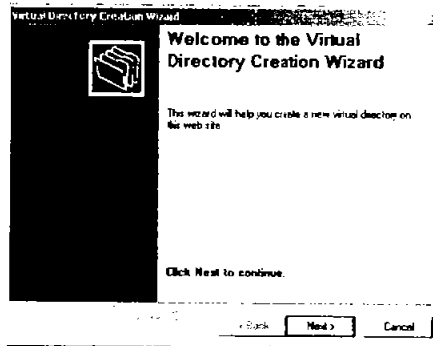 Virtual Directory Creation Wizard
Welcome to the Virtual
Directory Creation Wizard
This wizard will help you create a new virtual directory on
this web site
Click Next to continue.
< Back Next > Cancel